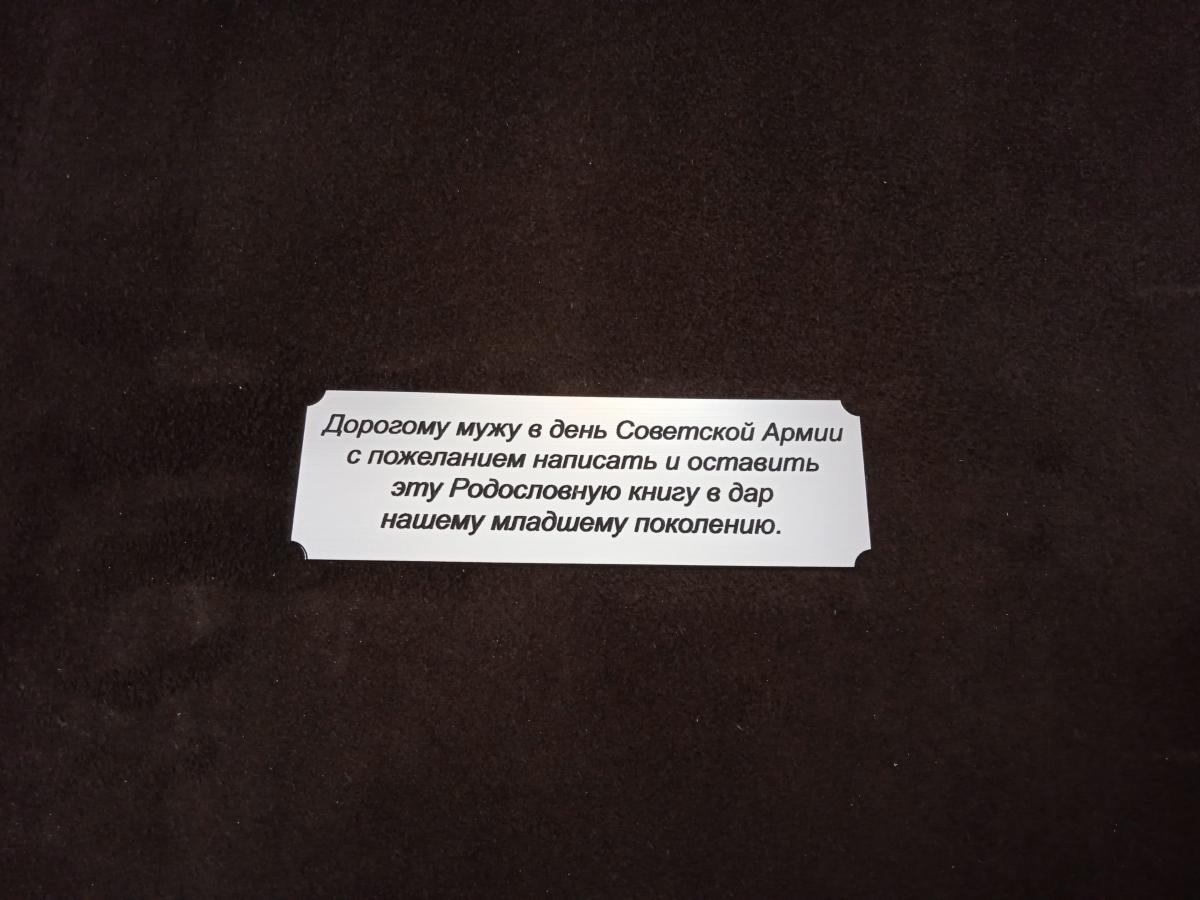 Дорогому мужу в день Советской Армии
с пожеланием написать и оставить
эту Родословную книгу в дар
нашему младшему поколению.